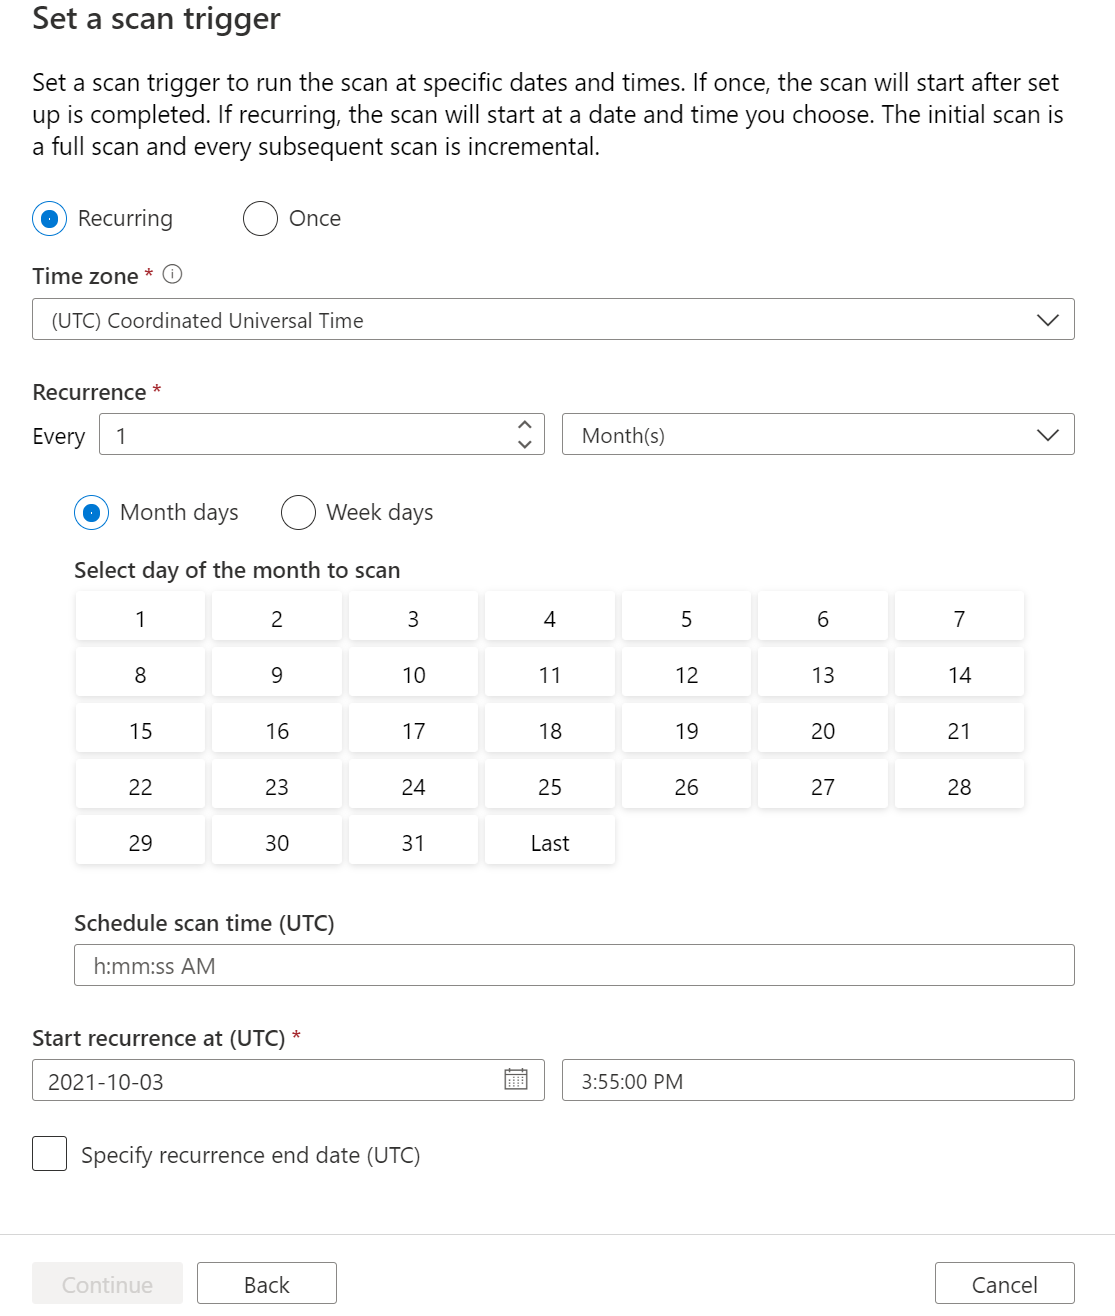 Set a scan trigger
Set a scan trigger to run the scan at specific dates and times. If once, the scan will start after set
up is completed. If recurring, the scan will start at a date and time you choose. The initial scan is
a full scan and every subsequent scan is incremental.
Recurring Once
Time zone *
(UTC) Coordinated Universal Time
Recurrence *
Every 1 Month(s)
Month days Week days
Select day of the month to scan
1 2 3 4 5 6 7
8 9 10 11 12 13 14
15 16 17 18 19 20 21
22 23 24 25 26 27 28
29 30 31 Last
Schedule scan time (UTC)
h:mm:ss AM
Start recurrence at (UTC) *
2021-10-03 3:55:00 PM
Specify recurrence end date (UTC)
Continue Back Cancel